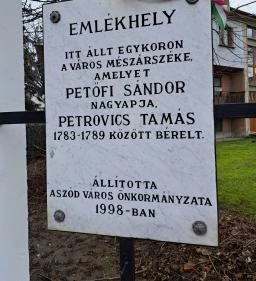 EMLÉKHELY
ITT ÁLLT EGYKORON
A VÁROS MÉSZÁRSZÉKE,
AMELYET
PETŐFI SÁNDOR
NAGYAPJA,
PETROVICS TAMÁS
1783-1789 KÖZÖTT BÉRELT.
ÁLLÍTOTTA
ASZÓD VÁROS ÖNKORMÁNYZATA
1998-BAN